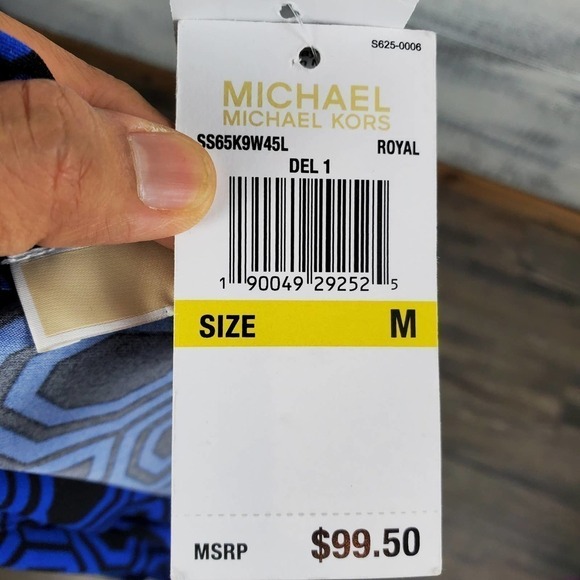 S625-0006
MICHAEL
MICHAEL KORS
SS65K9W45L ROYAL
DEL 1
1 90049 29252 5
SIZE M
MSRP $99.50